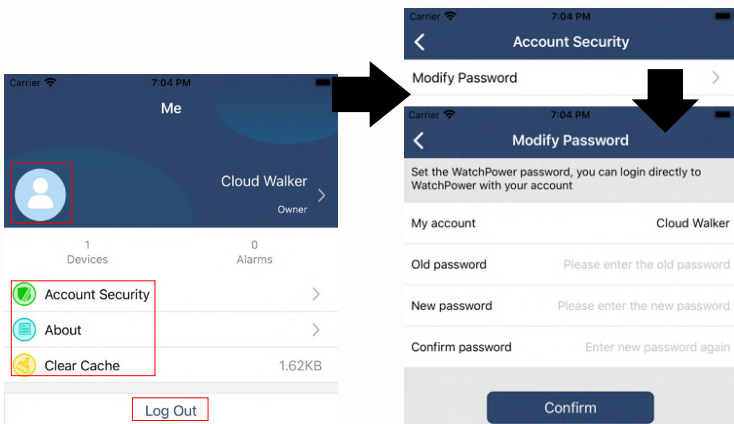 Carrier 7:04 PM
Me
Cloud Walker
Owner
1 0
Devices Alarms
Account Security
About
Clear Cache 1.62KB
Log Out
Carrier 7:04 PM
Account Security
Modify Password
Carrier 7:04 PM
Modify Password
Set the WatchPower password, you can login directly to
WatchPower with your account
My account Cloud Walker
Old password Please enter the old password
New password Please enter the new password
Confirm password Enter new password again
Confirm